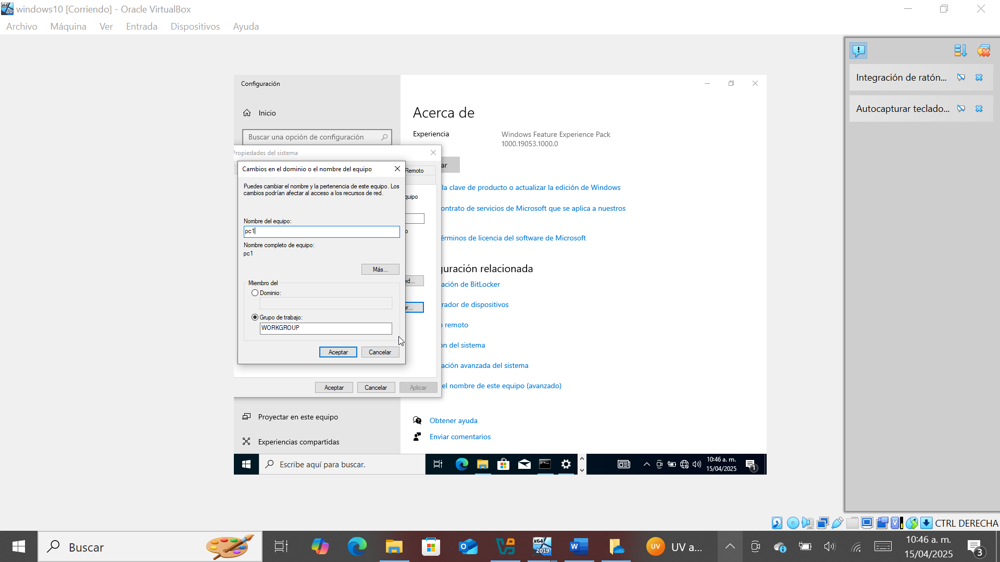 windows10 [Corriendo] - Oracle VirtualBox
Archivo Máquina Ver Entrada Dispositivos Ayuda
Integración de ratón...
Autocapturar teclado...
Configuración
Inicio
Buscar una opción de configuración
Acerca de
Experiencia
Windows Feature Experience Pack
1000.19053.1000.0
ar
la clave de producto o actualizar la edición de Windows
ontrato de servicios de Microsoft que se aplica a nuestros
érminos de licencia del software de Microsoft
guración relacionada
ación de BitLocker
rador de dispositivos
o remoto
ón del sistema
ación avanzada del sistema
el nombre de este equipo (avanzado)
Obtener ayuda
Enviar comentarios
Propiedades del sistema
Remoto
quipo
o
ed...
ar...
Aceptar Cancelar Aplicar
Cambios en el dominio o el nombre del equipo
Puedes cambiar el nombre y la pertenencia de este equipo. Los
cambios podrían afectar al acceso a los recursos de red.
Nombre del equipo:
pc1
Nombre completo de equipo:
pc1
Más...
Miembro del
Dominio:
Grupo de trabajo:
WORKGROUP
Aceptar Cancelar
Proyectar en este equipo
Experiencias compartidas
Escribe aquí para buscar.
10:46 a. m.
15/04/2025
1
CTRL DERECHA
Buscar
x64
2019
UV UV a...
10:46 a. m.
15/04/2025
3